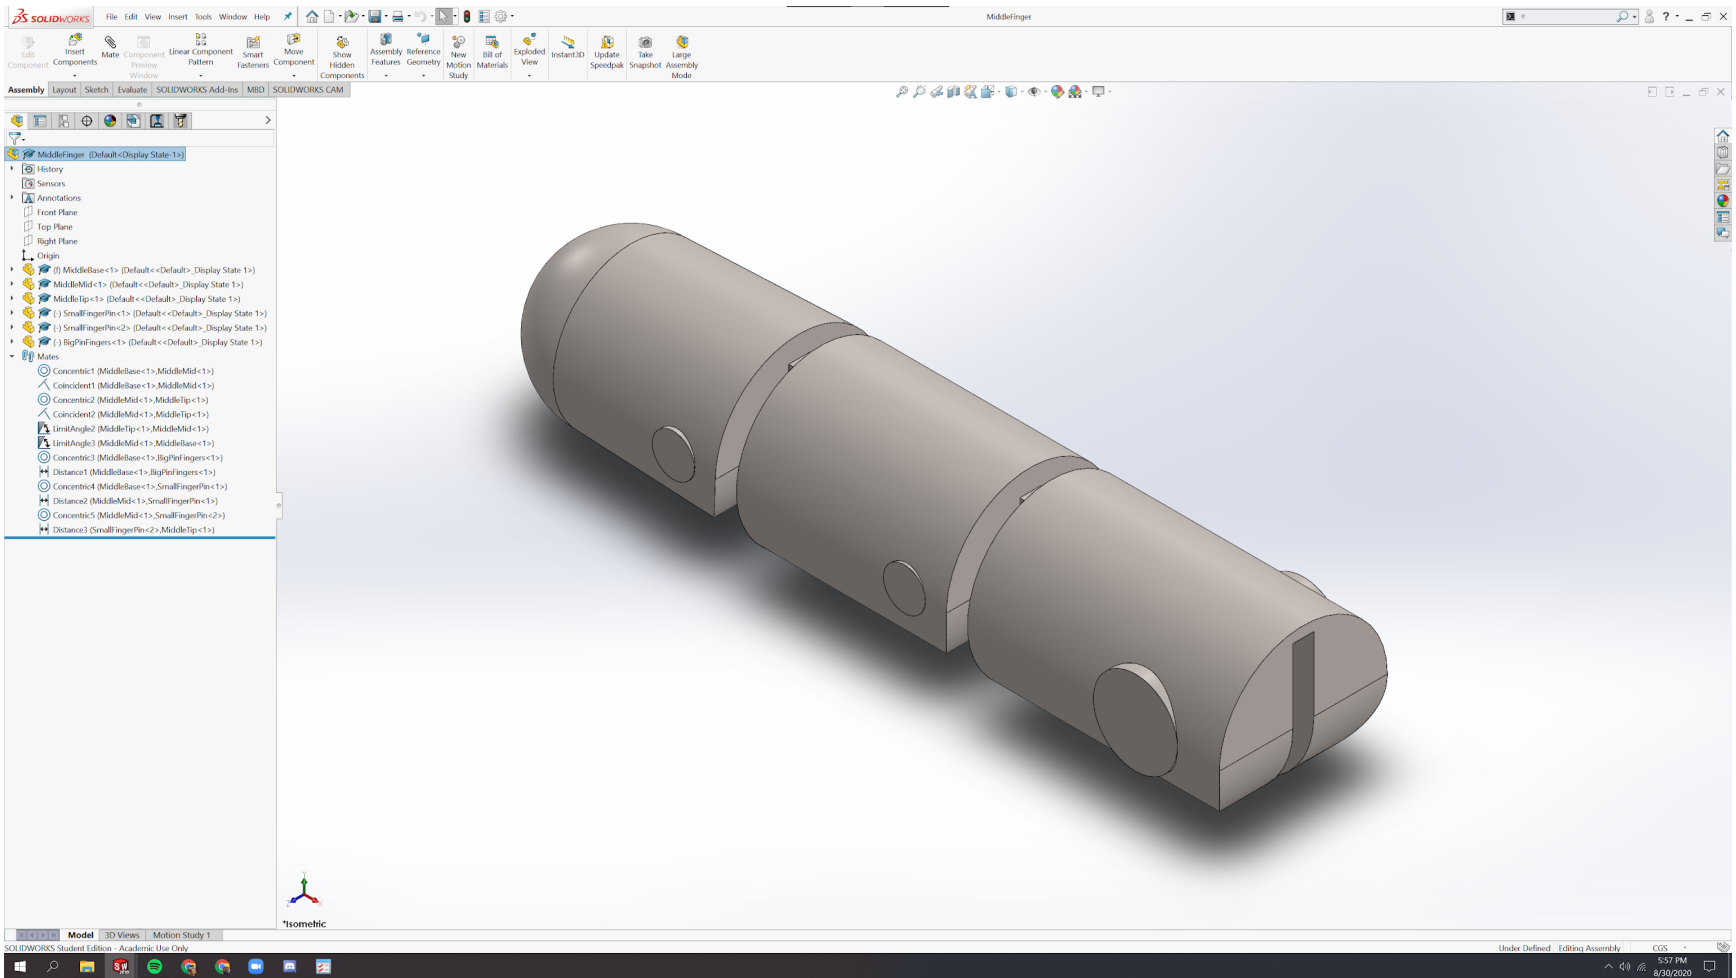 SOLIDWORKS File Edit View Insert Tools Window Help MiddleFinger
Edit Component
Insert Components
Mate
Component Preview Window
Linear Component Pattern
Smart Fasteners
Move Component
Show Hidden Components
Assembly Features
Reference Geometry
New Motion Study
Bill of Materials
Exploded View
Instant3D
Update Speedpak
Take Snapshot
Large Assembly Mode
Assembly Layout Sketch Evaluate SOLIDWORKS Add-Ins MBD SOLIDWORKS CAM
MiddleFinger (Default<Display State-1>)
History
Sensors
Annotations
Front Plane
Top Plane
Right Plane
Origin
(f) MiddleBase<1> (Default<<Default>_Display State 1>)
MiddleMid<1> (Default<<Default>_Display State 1>)
MiddleTip<1> (Default<<Default>_Display State 1>)
(-) SmallFingerPin<1> (Default<<Default>_Display State 1>)
(-) SmallFingerPin<2> (Default<<Default>_Display State 1>)
(-) BigPinFingers<1> (Default<<Default>_Display State 1>)
Mates
Concentric1 (MiddleBase<1>,MiddleMid<1>)
Coincident1 (MiddleBase<1>,MiddleMid<1>)
Concentric2 (MiddleMid<1>,MiddleTip<1>)
Coincident2 (MiddleMid<1>,MiddleTip<1>)
LimitAngle2 (MiddleTip<1>,MiddleMid<1>)
LimitAngle3 (MiddleMid<1>,MiddleBase<1>)
Concentric3 (MiddleBase<1>,BigPinFingers<1>)
Distance1 (MiddleBase<1>,BigPinFingers<1>)
Concentric4 (MiddleBase<1>,SmallFingerPin<1>)
Distance2 (MiddleMid<1>,SmallFingerPin<1>)
Concentric5 (MiddleMid<1>,SmallFingerPin<2>)
Distance3 (SmallFingerPin<2>,MiddleTip<1>)
*Isometric
Model 3D Views Motion Study 1
SOLIDWORKS Student Edition - Academic Use Only Under Defined Editing Assembly CGS
5:57 PM
8/30/2020